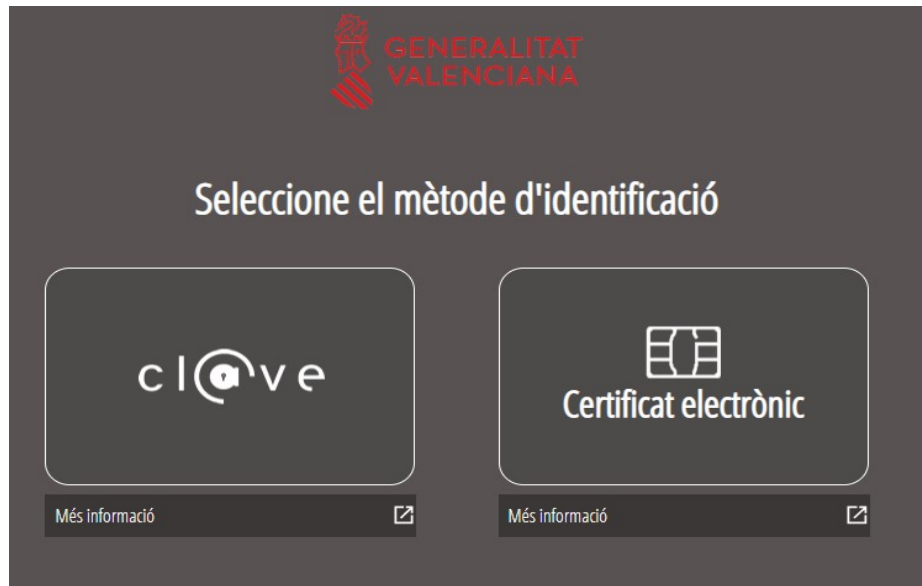 GENERALITAT
VALENCIANA
Seleccione el mètode d'identificació
cl@ve
Certificat electrònic
Més informació
Més informació